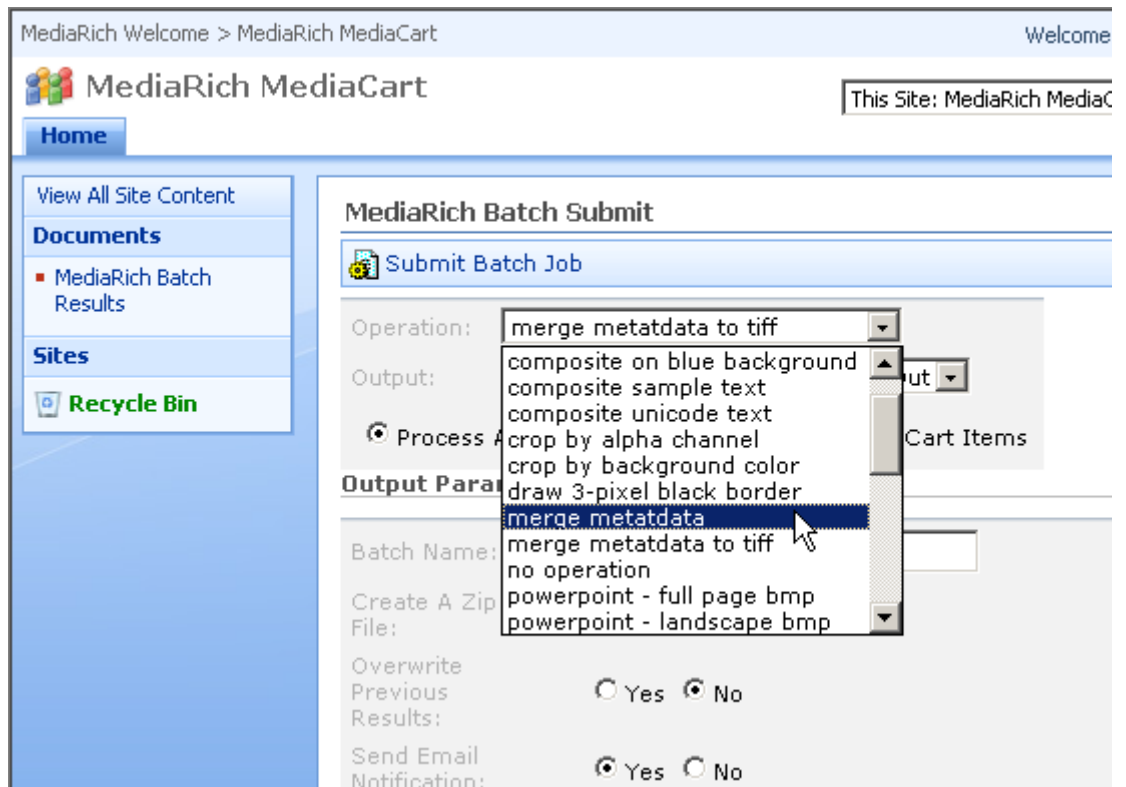 MediaRich Welcome > MediaRich MediaCart
Welcome
MediaRich MediaCart
This Site: MediaRich MediaC
Home
View All Site Content
Documents
MediaRich Batch
Results
Sites
Recycle Bin
MediaRich Batch Submit
Submit Batch Job
Operation: merge metatdata to tiff
composite on blue background
Output: ut
composite sample text
composite unicode text
Process A Cart Items
crop by alpha channel
crop by background color
Output Para
draw 3-pixel black border
merge metatdata
Batch Name:
merge metatdata to tiff
no operation
Create A Zip
File:
powerpoint - full page bmp
powerpoint - landscape bmp
Overwrite
Previous
Results:
Yes No
Send Email
Notification:
Yes No